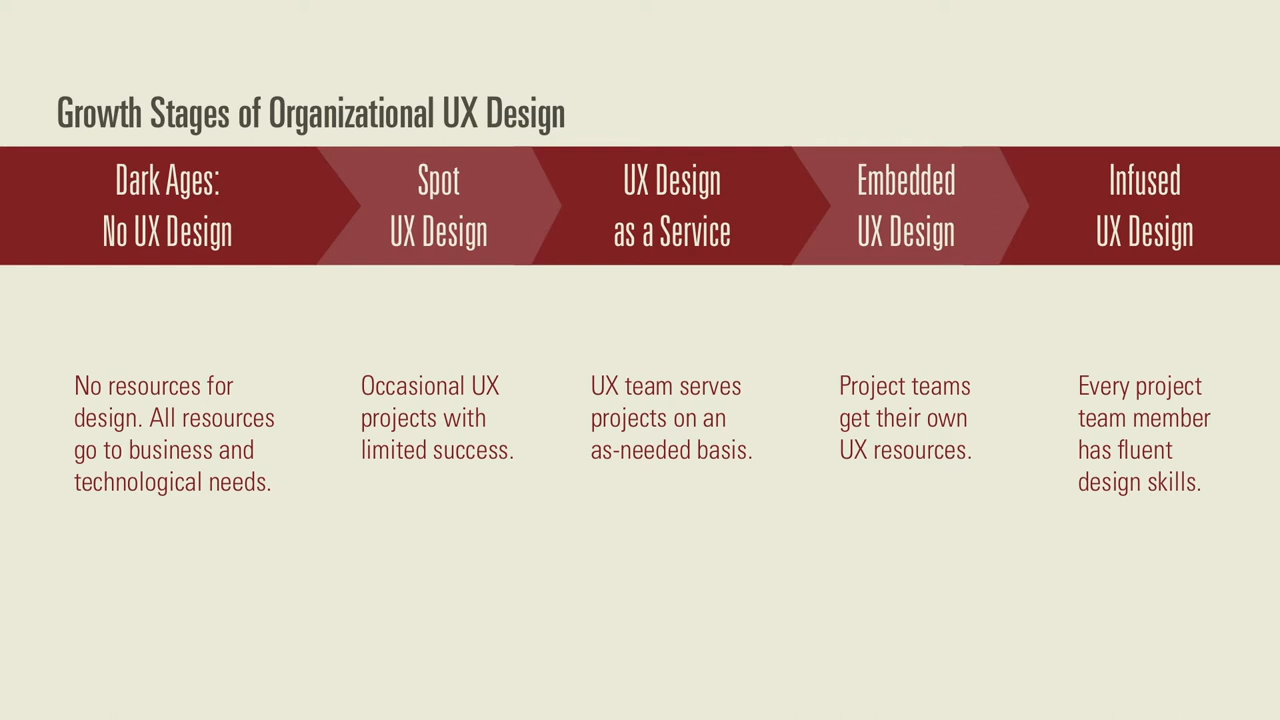 Growth Stages of Organizational UX Design
Dark Ages:
No UX Design
Spot
UX Design
UX Design
as a Service
Embedded
UX Design
Infused
UX Design
No resources for
design. All resources
go to business and
technological needs.
Occasional UX
projects with
limited success.
UX team serves
projects on an
as-needed basis.
Project teams
get their own
UX resources.
Every project
team member
has fluent
design skills.